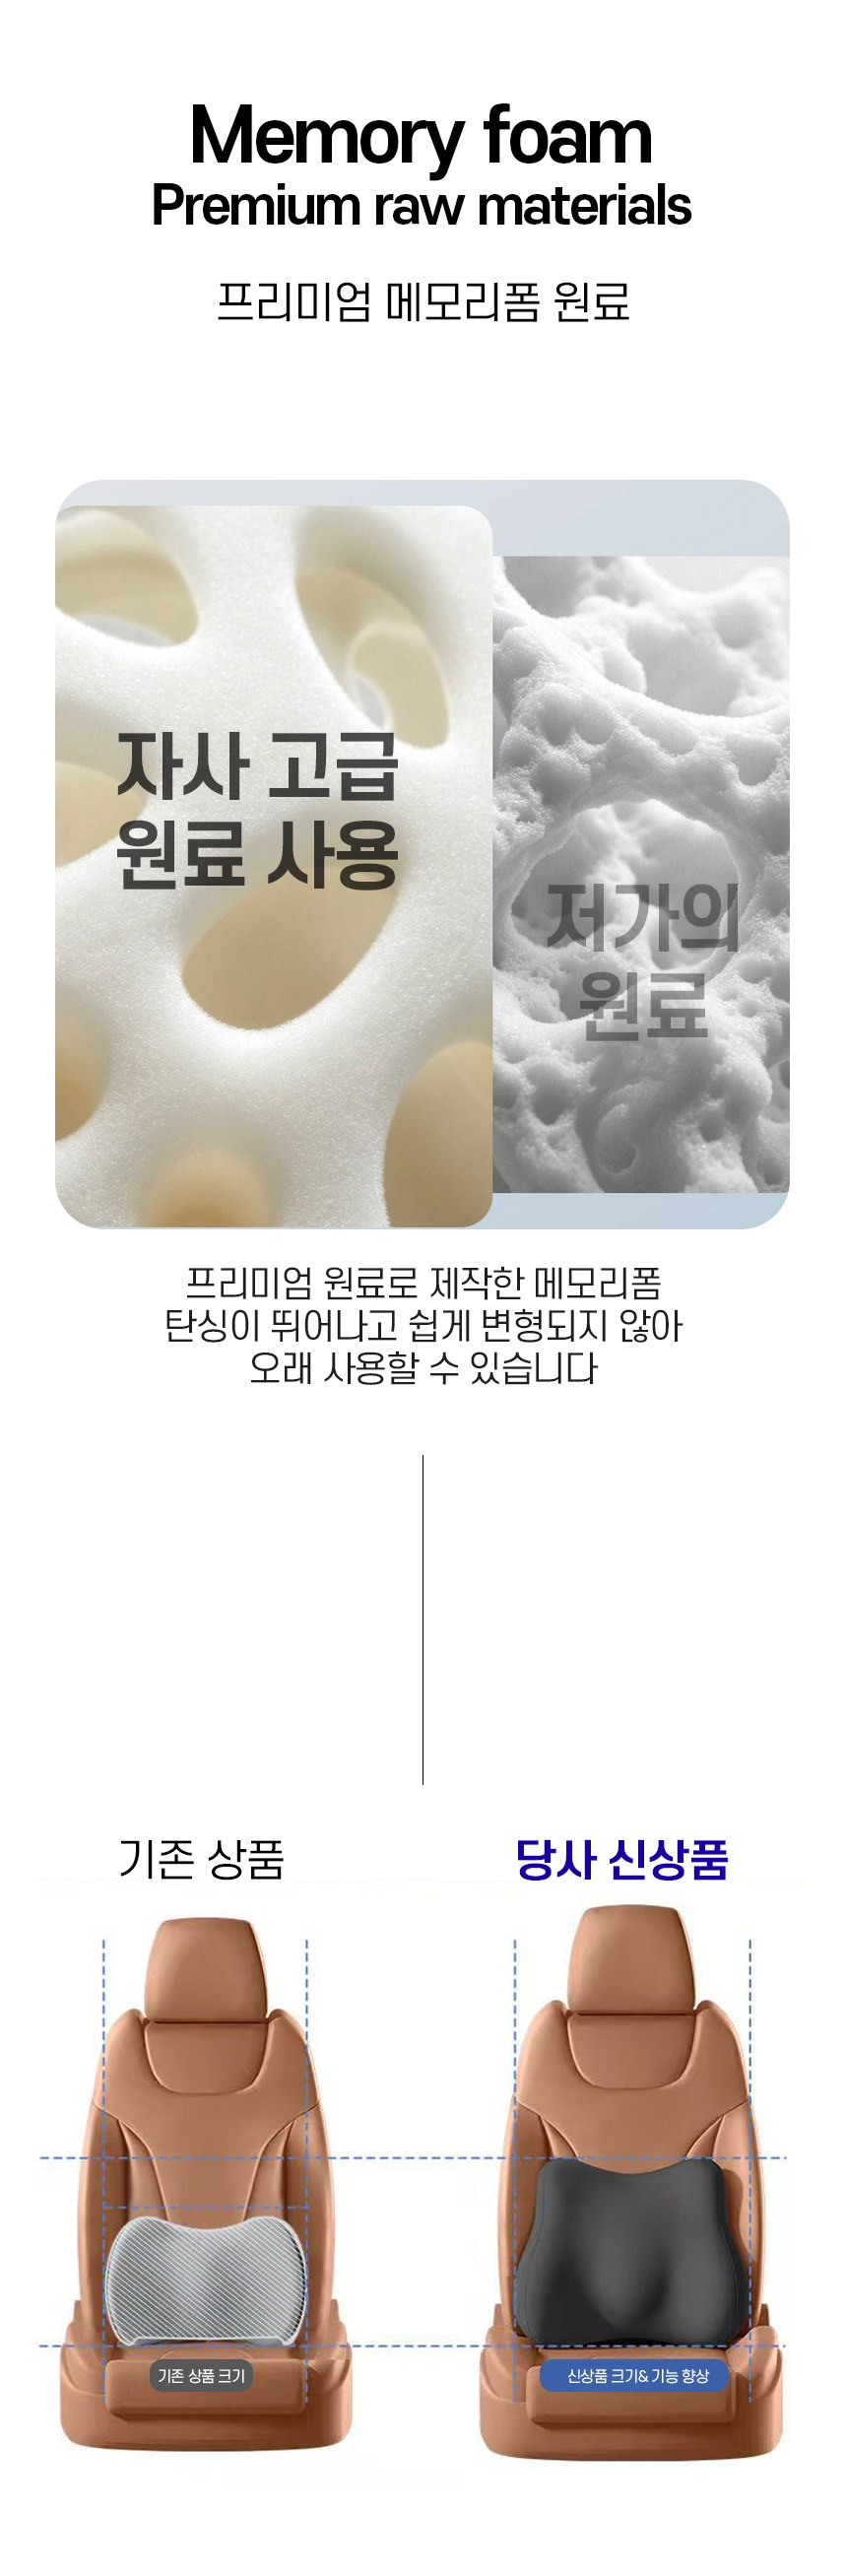 Memory foam
Premium raw materials
프리미엄 메모리폼 원료
자사 고급
원료 사용
저가의
원료
프리미엄 원료로 제작한 메모리폼
탄싱이 뛰어나고 쉽게 변형되지 않아
오래 사용할 수 있습니다
기존 상품
당사 신상품
기존 상품 크기
신상품 크기& 기능 향상